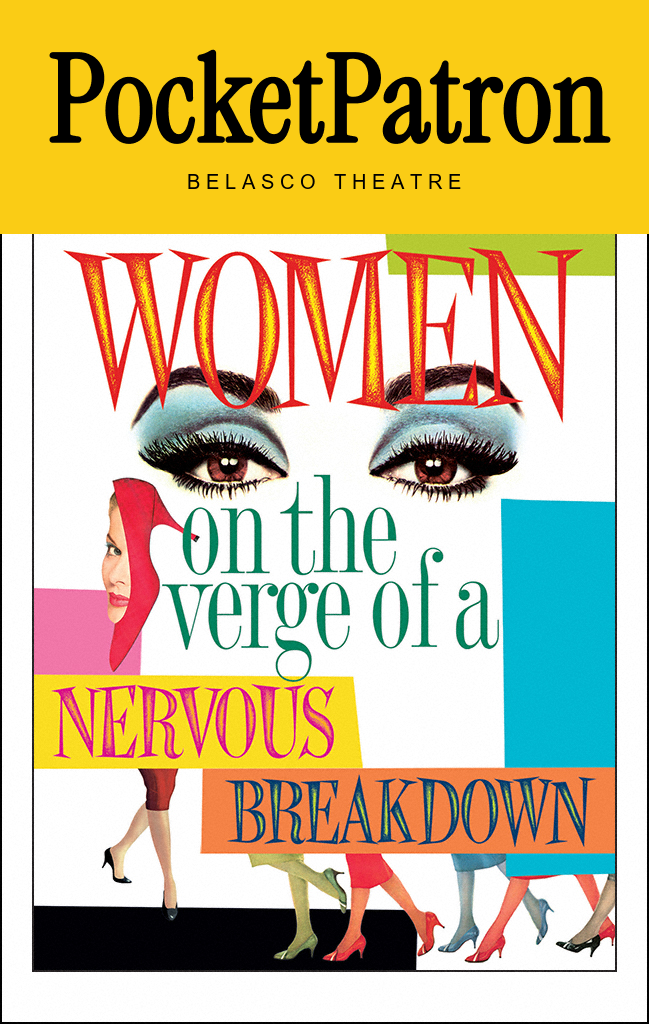 PocketPatron
BELASCO THEATRE
WOMEN
on the
verge of a
NERVOUS
BREAKDOWN